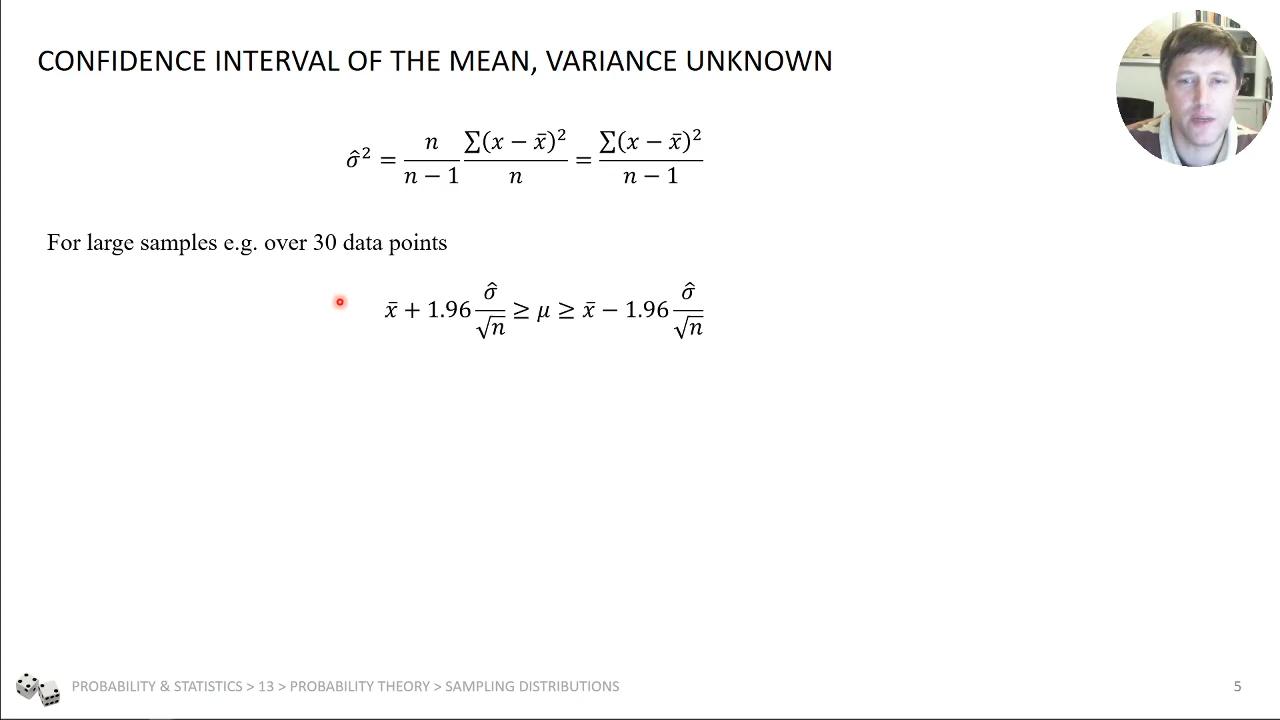 CONFIDENCE INTERVAL OF THE MEAN, VARIANCE UNKNOWN
σ̂² = n/(n − 1) ∑(x − x̄)²/n = ∑(x − x̄)²/(n − 1)
For large samples e.g. over 30 data points
x̄ + 1.96 σ̂/√n ≥ μ ≥ x̄ − 1.96 σ̂/√n
PROBABILITY & STATISTICS > 13 > PROBABILITY THEORY > SAMPLING DISTRIBUTIONS
5